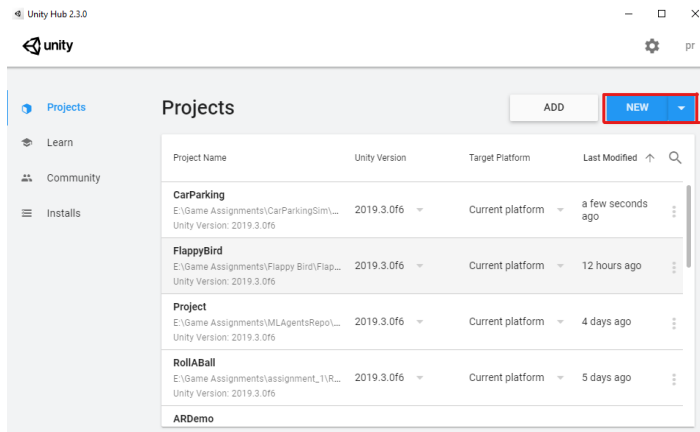 Unity Hub 2.3.0
unity
pr
Projects
Learn
Community
Installs
Projects
ADD
NEW
Project Name Unity Version Target Platform Last Modified
CarParking
E:\Game Assignments\CarParkingSim\...
Unity Version: 2019.3.0f6
2019.3.0f6 Current platform a few seconds
ago
FlappyBird
E:\Game Assignments\Flappy Bird\Flap...
Unity Version: 2019.3.0f6
2019.3.0f6 Current platform 12 hours ago
Project
E:\Game Assignments\MLAgentsRepo\...
Unity Version: 2019.3.0f6
2019.3.0f6 Current platform 4 days ago
RollABall
E:\Game Assignments\assignment_1\R...
Unity Version: 2019.3.0f6
2019.3.0f6 Current platform 5 days ago
ARDemo